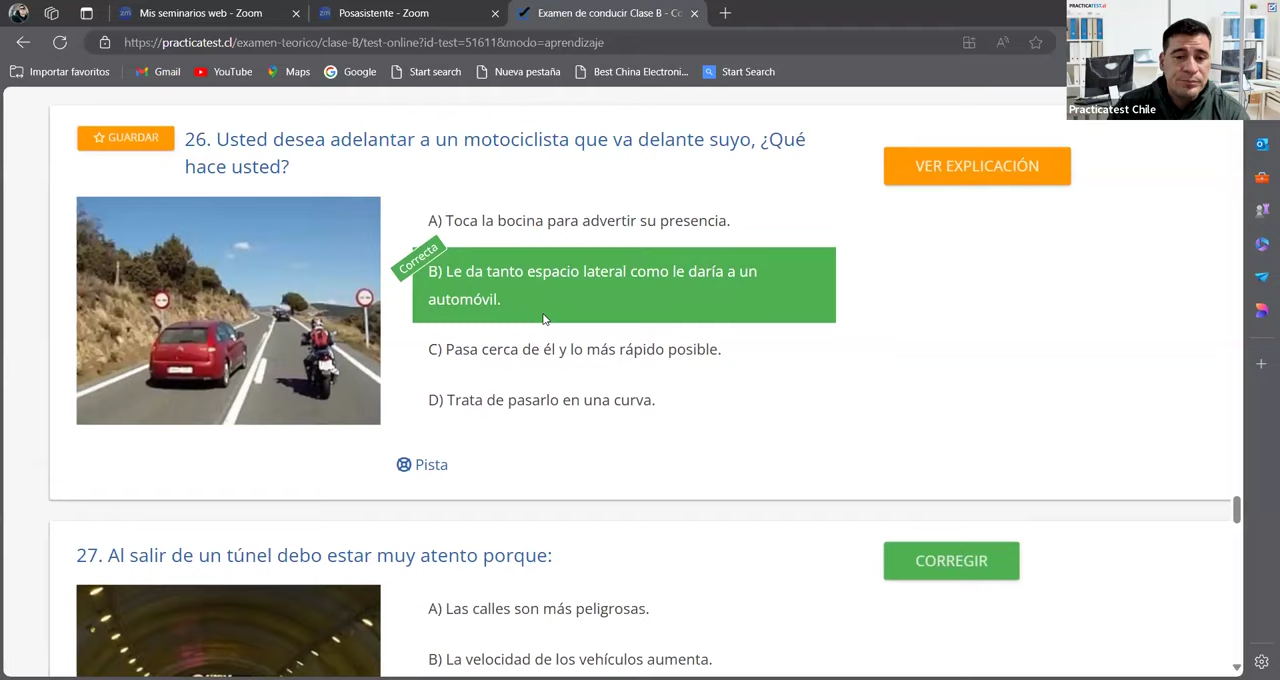 Mis seminarios web - Zoom
Posasistente - Zoom
Examen de conducir Clase B - Co
https://practicatest.cl/examen-teorico/clase-B/test-online?id-test=51611&modo=aprendizaje
Importar favoritos
Gmail
YouTube
Maps
Google
Start search
Nueva pestaña
Best China Electroni...
Start Search
PRACTICATEST.cl
Practicatest Chile
GUARDAR
26. Usted desea adelantar a un motociclista que va delante suyo, ¿Qué
hace usted?
VER EXPLICACIÓN
A) Toca la bocina para advertir su presencia.
Correcta
B) Le da tanto espacio lateral como le daría a un
automóvil.
C) Pasa cerca de él y lo más rápido posible.
D) Trata de pasarlo en una curva.
Pista
27. Al salir de un túnel debo estar muy atento porque:
CORREGIR
A) Las calles son más peligrosas.
B) La velocidad de los vehículos aumenta.